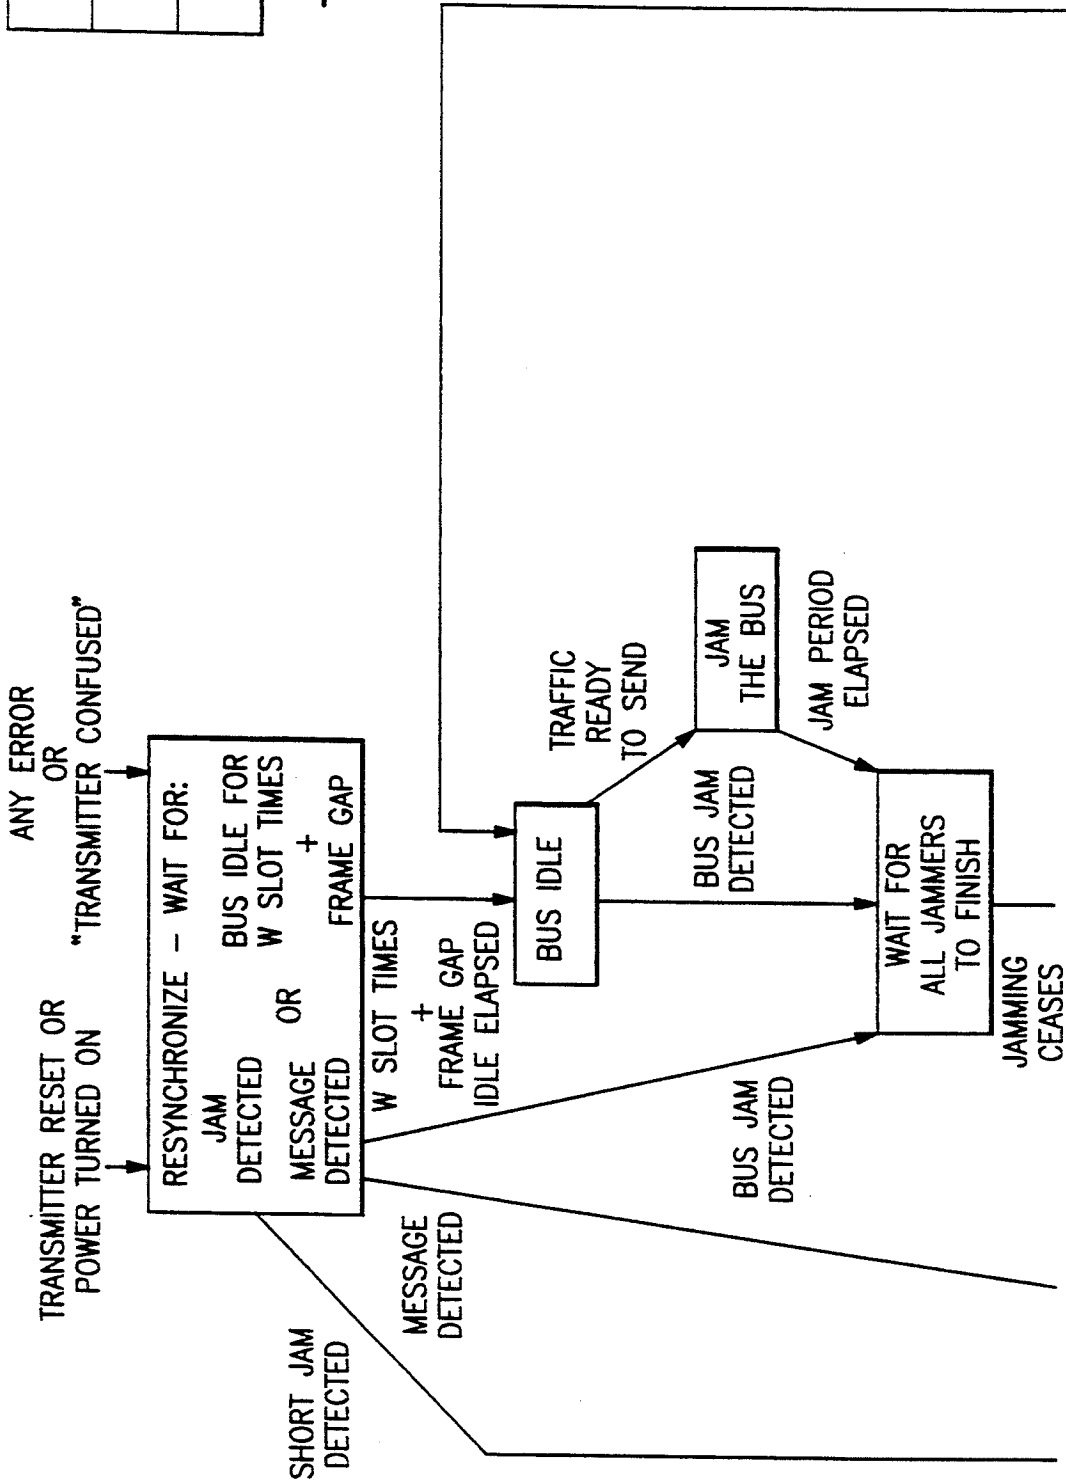 ANY ERROR
OR
"TRANSMITTER CONFUSED"
TRANSMITTER RESET OR
POWER TURNED ON
RESYNCHRONIZE – WAIT FOR:
JAM
DETECTED
BUS IDLE FOR
W SLOT TIMES
+
FRAME GAP
OR
MESSAGE
DETECTED
SHORT JAM
DETECTED
MESSAGE
DETECTED
W SLOT TIMES
+
FRAME GAP
IDLE ELAPSED
BUS IDLE
TRAFFIC
READY
TO SEND
JAM
THE BUS
BUS JAM
DETECTED
BUS JAM
DETECTED
JAM PERIOD
ELAPSED
WAIT FOR
ALL JAMMERS
TO FINISH
JAMMING
CEASES